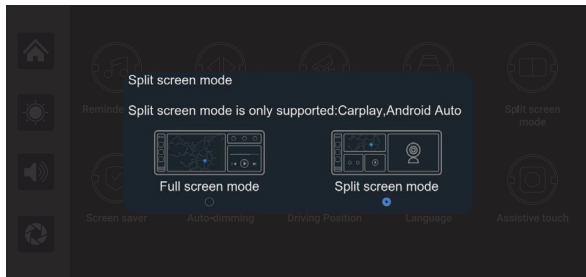 Split screen mode
Reminde
Split screen mode is only supported:Carplay,Android Auto
Split screen
mode
Full screen mode
Split screen mode
Screen saver
Auto-dimming
Driving Position
Language
Assistive touch